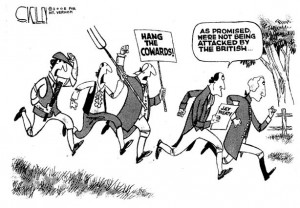 HANG
THE
COWARDS!
AS PROMISED,
WE'RE NOT BEING
ATTACKED BY
THE BRITISH...